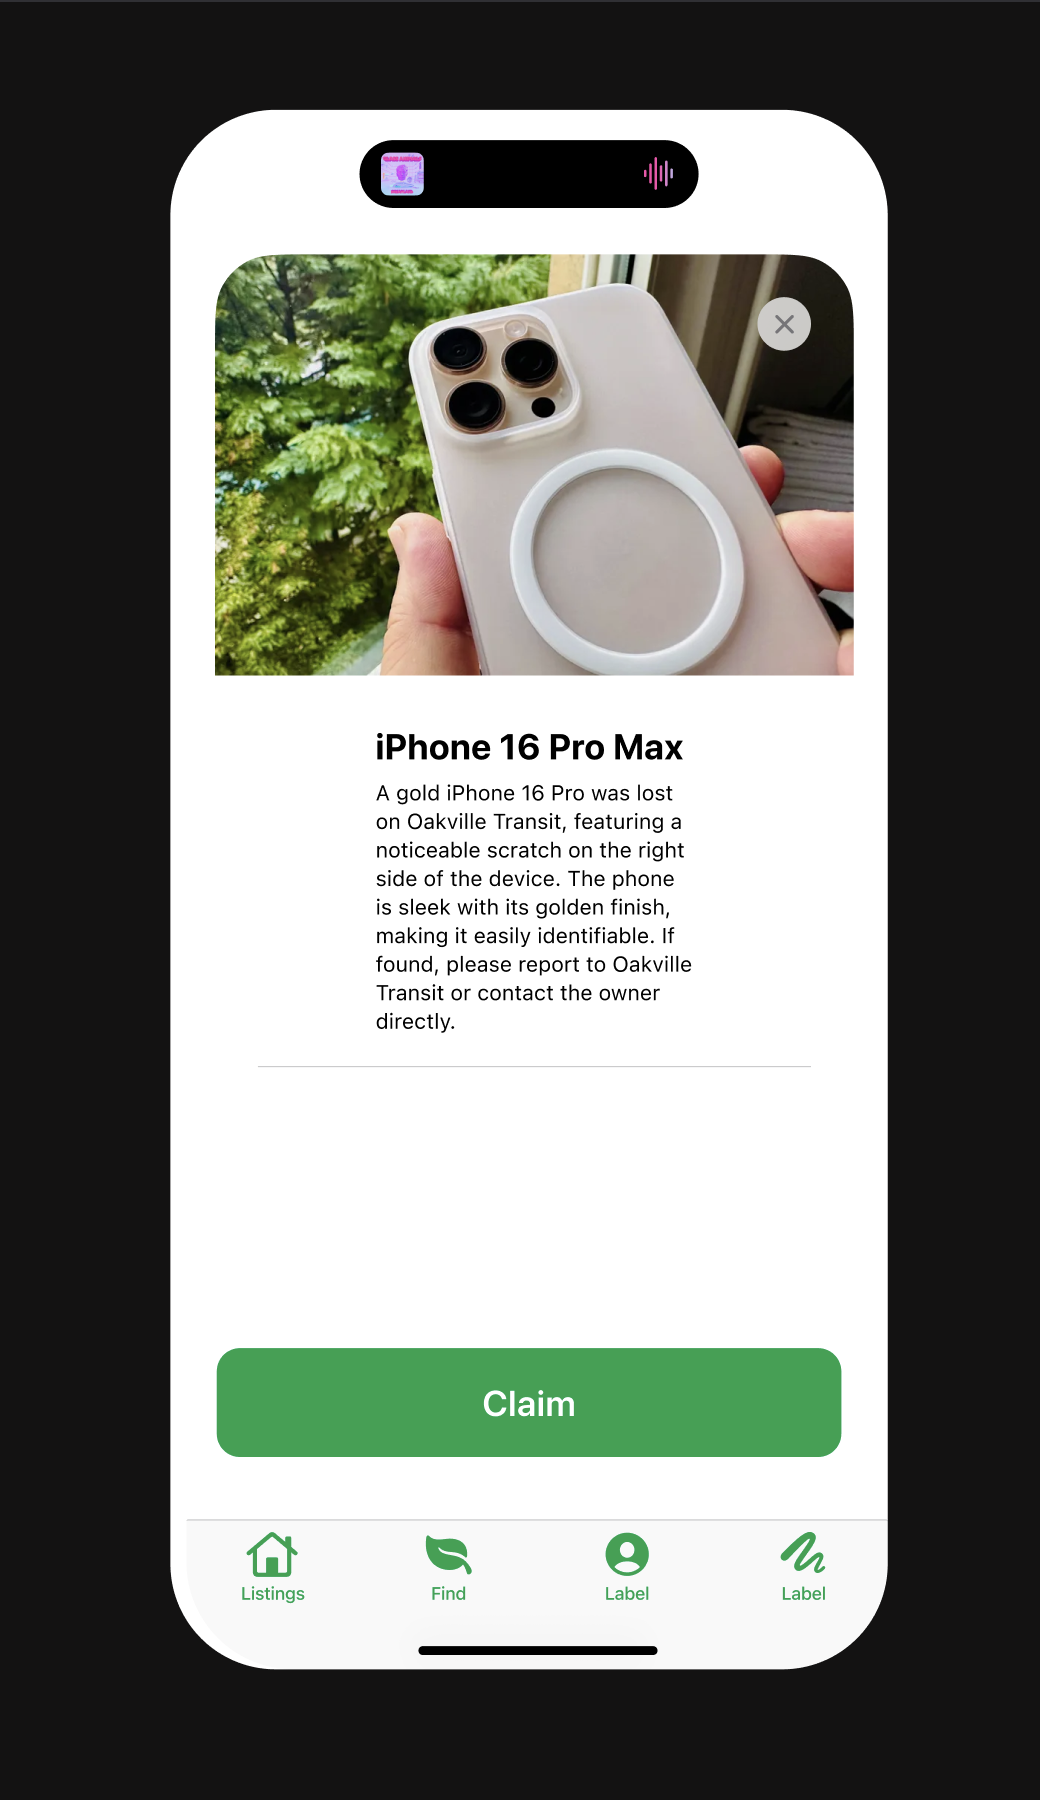 iPhone 16 Pro Max
A gold iPhone 16 Pro was lost
on Oakville Transit, featuring a
noticeable scratch on the right
side of the device. The phone
is sleek with its golden finish,
making it easily identifiable. If
found, please report to Oakville
Transit or contact the owner
directly.
Claim
Listings
Find
Label
Label